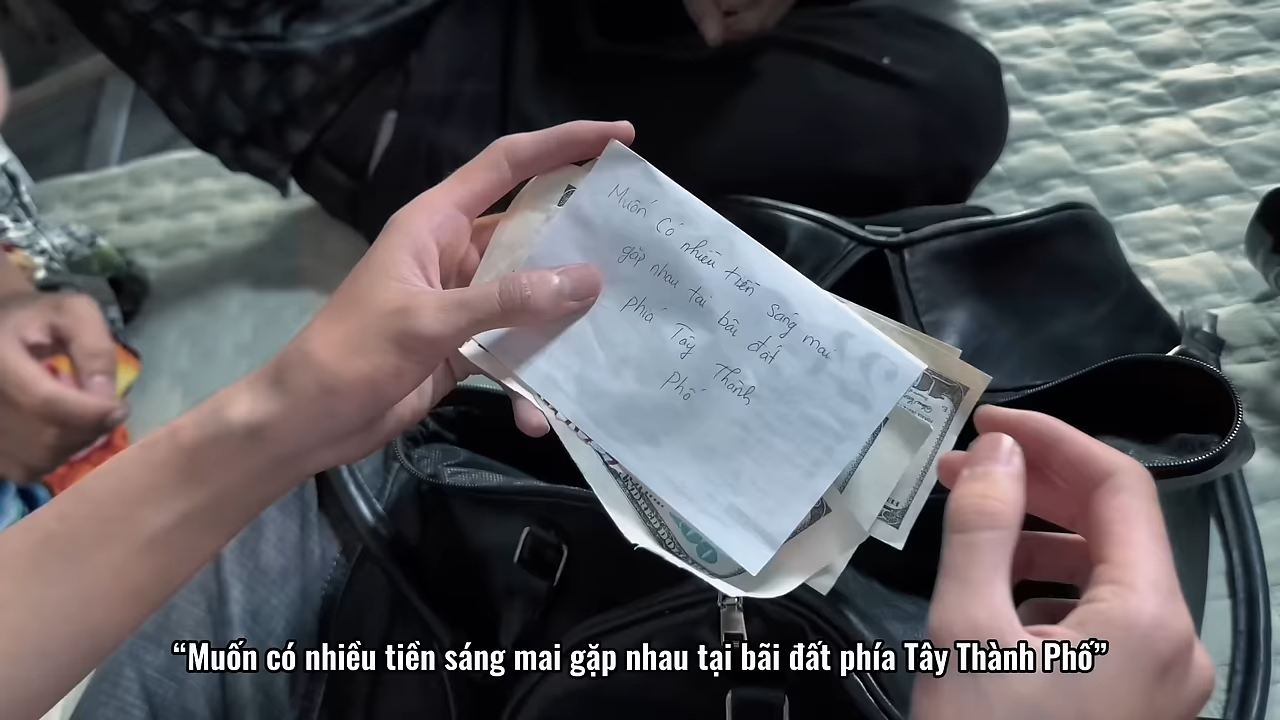 Muốn có nhiều tiền sáng mai
gặp nhau tại bãi đất
phía Tây Thành
Phố
“Muốn có nhiều tiền sáng mai gặp nhau tại bãi đất phía Tây Thành Phố”